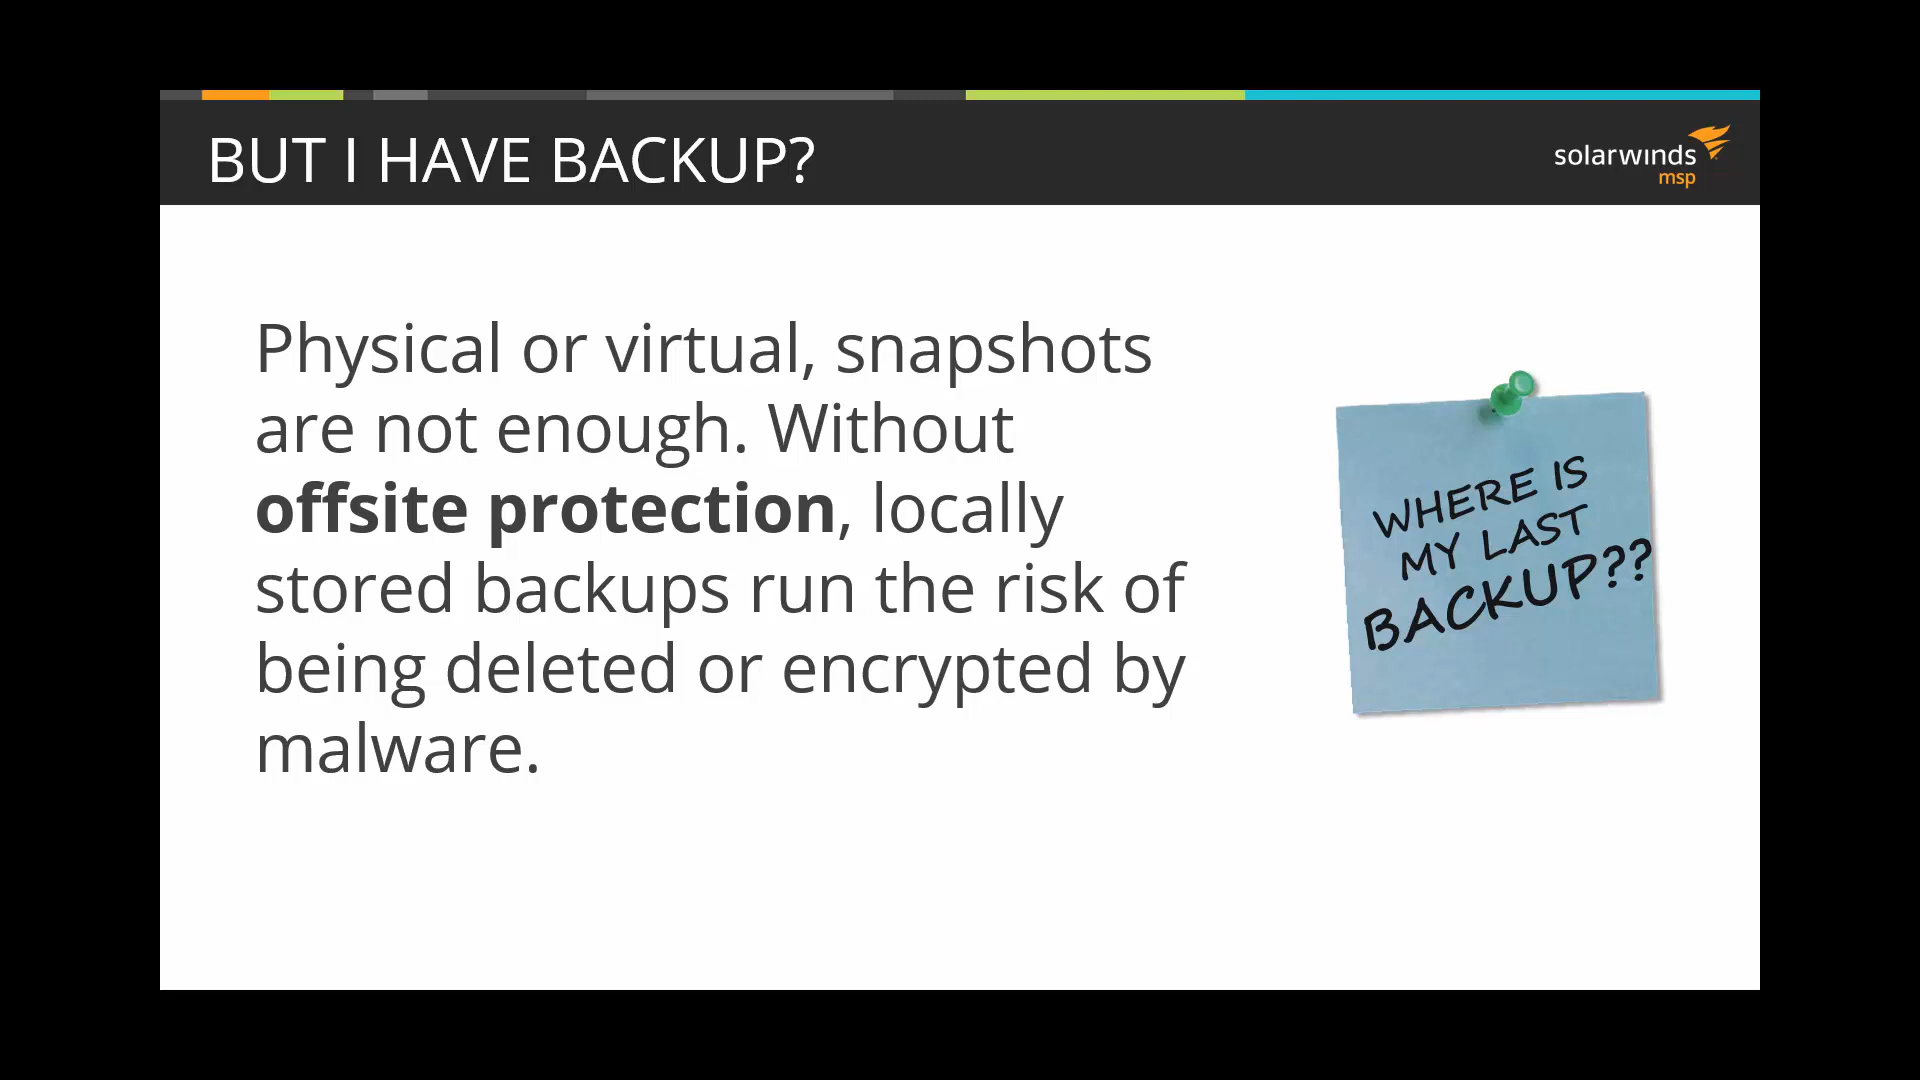 BUT I HAVE BACKUP?
solarwinds
msp
Physical or virtual, snapshots
are not enough. Without
offsite protection, locally
stored backups run the risk of
being deleted or encrypted by
malware.
WHERE IS
MY LAST
BACKUP??